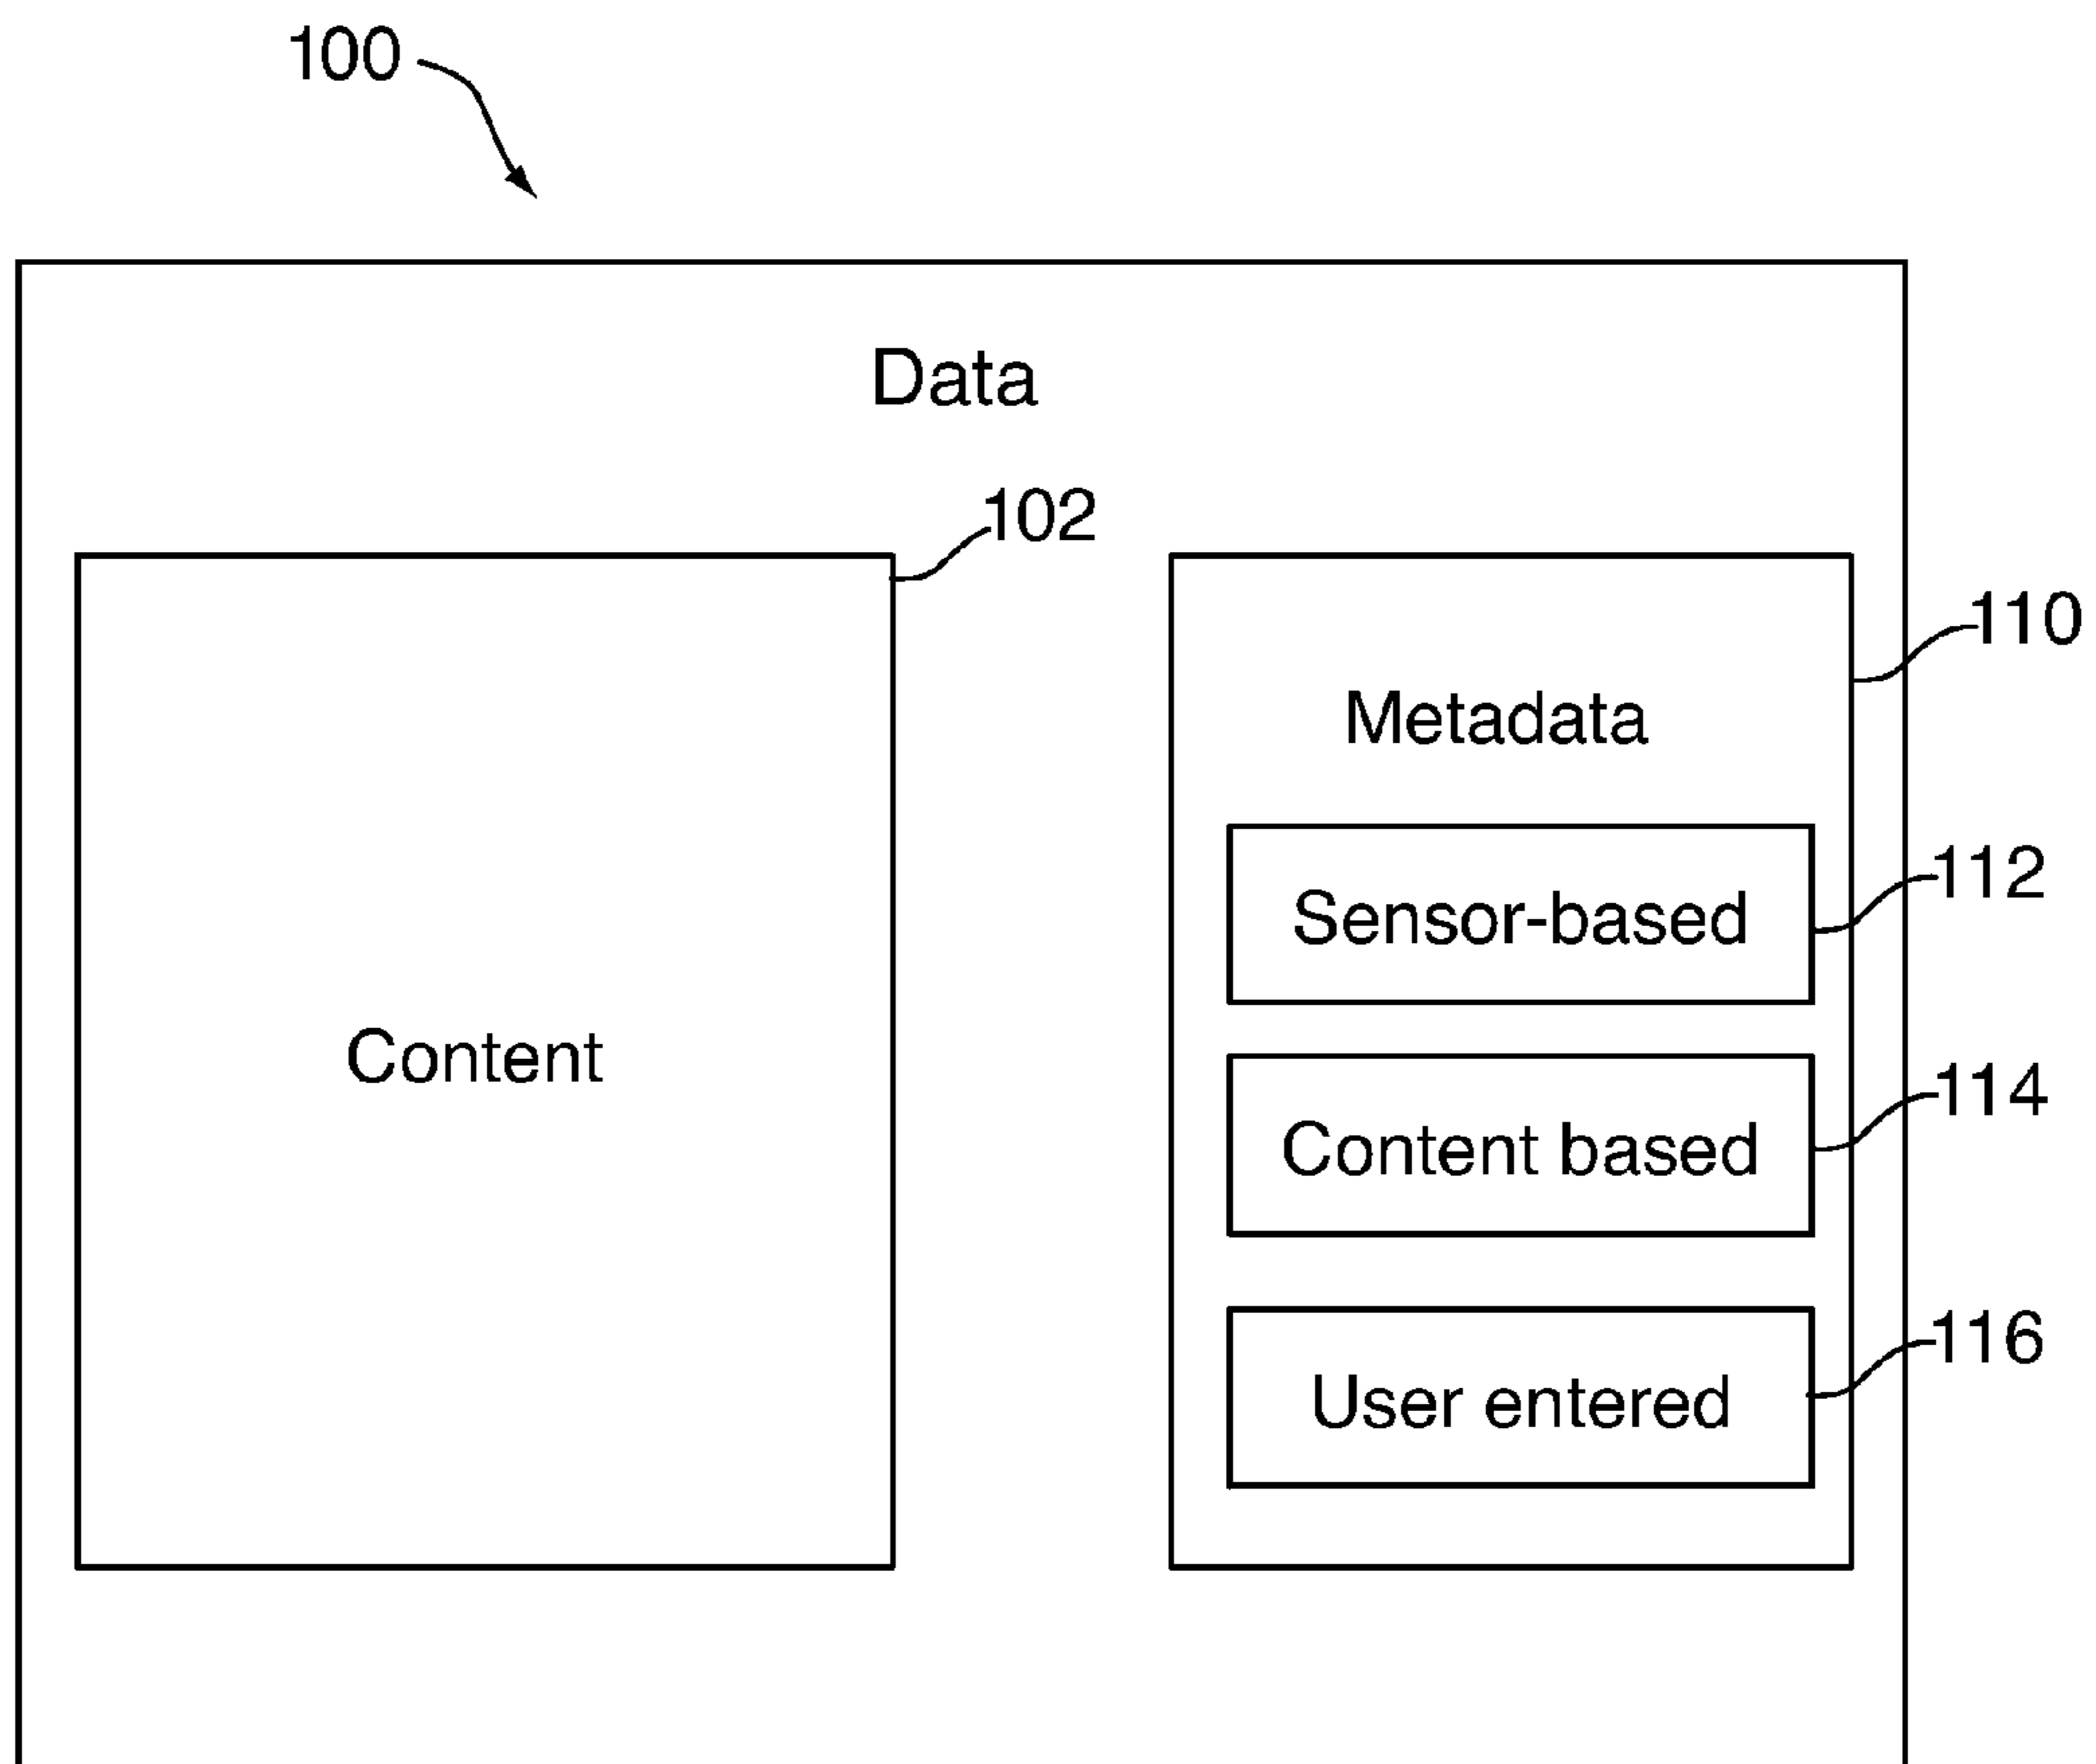 100
Data
102
110
Metadata
Sensor-based
112
Content
Content based
114
User entered
116